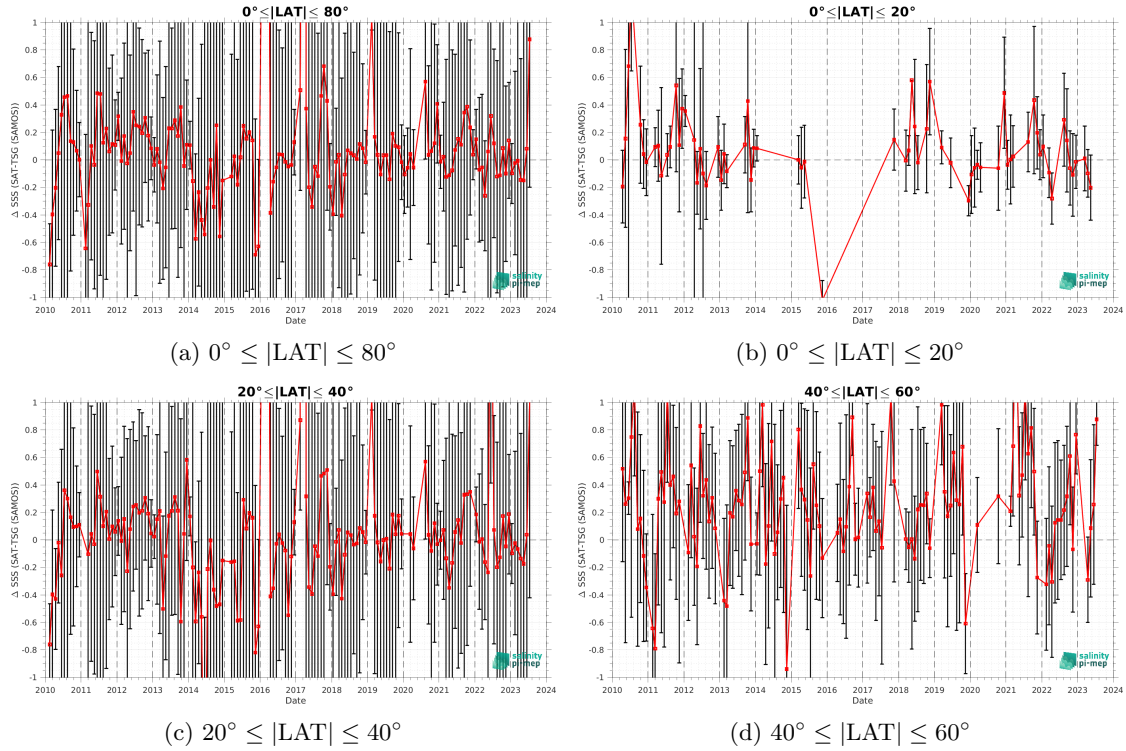 0°≤|LAT|≤ 80°
Δ SSS (SAT-TSG (SAMOS))
1
0.8
0.6
0.4
0.2
0
-0.2
-0.4
-0.6
-0.8
-1
2010 2011 2012 2013 2014 2015 2016 2017 2018 2019 2020 2021 2022 2023 2024
Date
salinity
pi-mep
(a) 0° ≤ |LAT| ≤ 80°
0°≤|LAT|≤ 20°
Δ SSS (SAT-TSG (SAMOS))
1
0.8
0.6
0.4
0.2
0
-0.2
-0.4
-0.6
-0.8
-1
2010 2011 2012 2013 2014 2015 2016 2017 2018 2019 2020 2021 2022 2023 2024
Date
salinity
pi-mep
(b) 0° ≤ |LAT| ≤ 20°
20°≤|LAT|≤ 40°
Δ SSS (SAT-TSG (SAMOS))
1
0.8
0.6
0.4
0.2
0
-0.2
-0.4
-0.6
-0.8
-1
2010 2011 2012 2013 2014 2015 2016 2017 2018 2019 2020 2021 2022 2023 2024
Date
salinity
pi-mep
(c) 20° ≤ |LAT| ≤ 40°
40°≤|LAT|≤ 60°
Δ SSS (SAT-TSG (SAMOS))
1
0.8
0.6
0.4
0.2
0
-0.2
-0.4
-0.6
-0.8
-1
2010 2011 2012 2013 2014 2015 2016 2017 2018 2019 2020 2021 2022 2023 2024
Date
salinity
pi-mep
(d) 40° ≤ |LAT| ≤ 60°